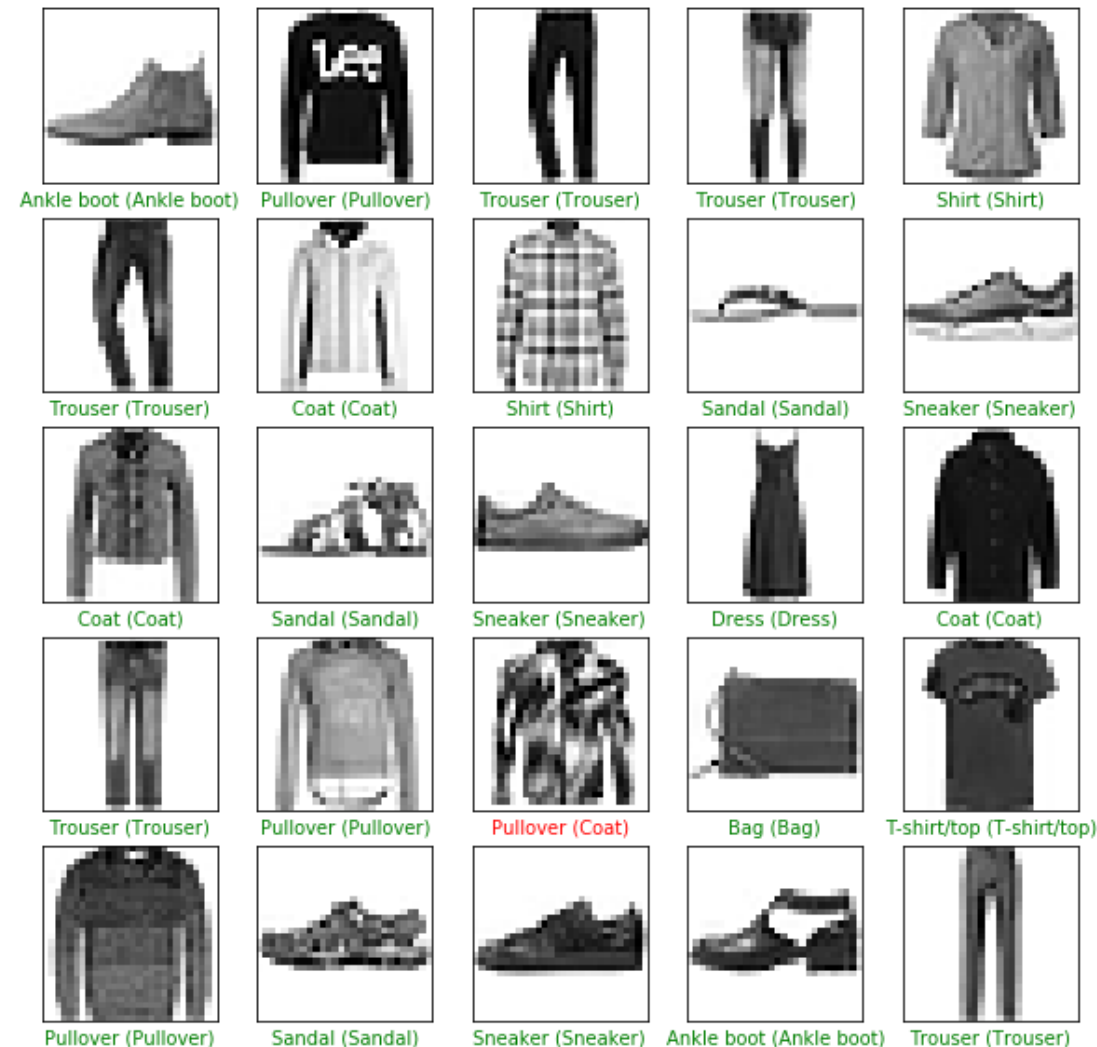 Lee
Ankle boot (Ankle boot) Pullover (Pullover) Trouser (Trouser) Trouser (Trouser) Shirt (Shirt)
Trouser (Trouser) Coat (Coat) Shirt (Shirt) Sandal (Sandal) Sneaker (Sneaker)
Coat (Coat) Sandal (Sandal) Sneaker (Sneaker) Dress (Dress) Coat (Coat)
Trouser (Trouser) Pullover (Pullover) Pullover (Coat) Bag (Bag) T-shirt/top (T-shirt/top)
Pullover (Pullover) Sandal (Sandal) Sneaker (Sneaker) Ankle boot (Ankle boot) Trouser (Trouser)